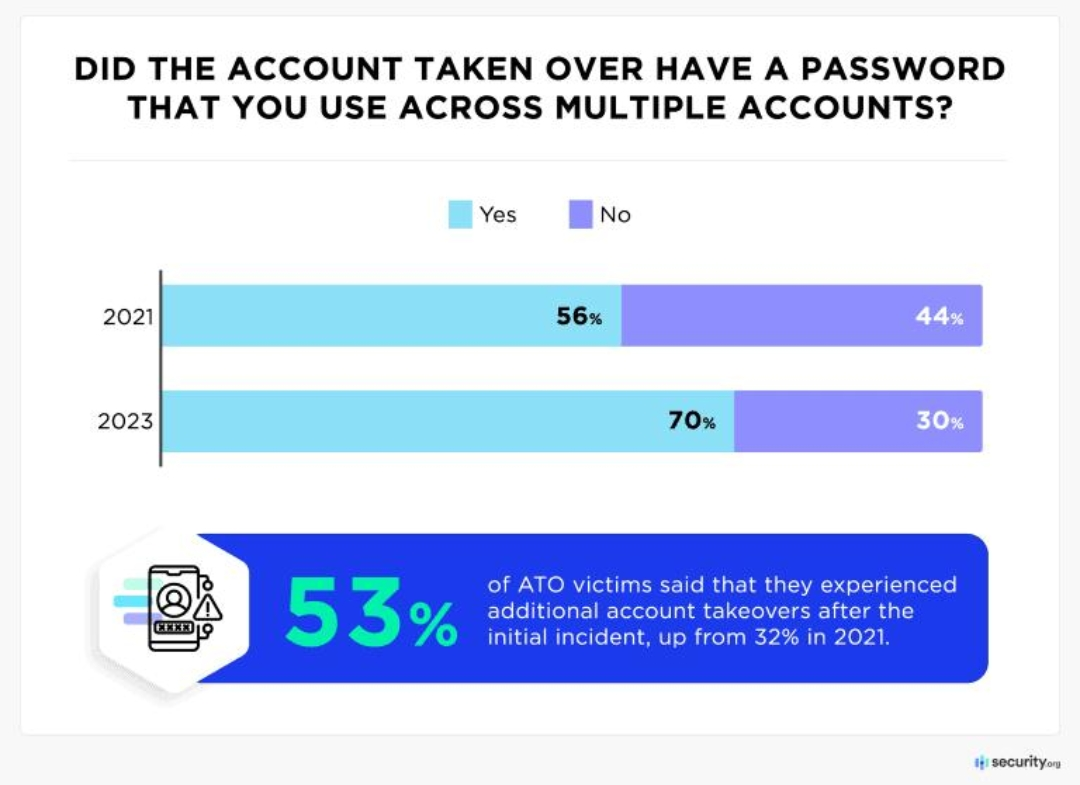 DID THE ACCOUNT TAKEN OVER HAVE A PASSWORD
THAT YOU USE ACROSS MULTIPLE ACCOUNTS?
Yes No
2021 56% 44%
2023 70% 30%
53%
of ATO victims said that they experienced
additional account takeovers after the
initial incident, up from 32% in 2021.
xxxx
security.org